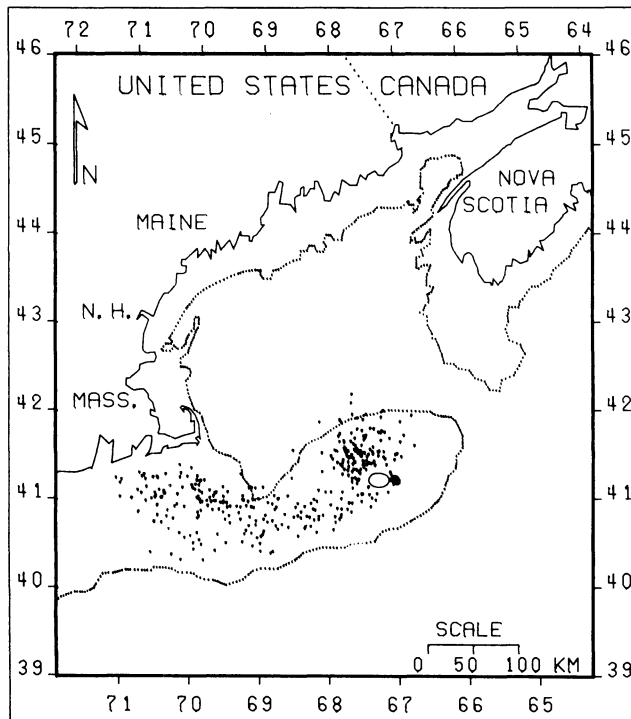 72 71 70 69 68 67 66 65 64
46 46
UNITED STATES CANADA
45 45
N
NOVA
SCOTIA
44 44
MAINE
43 43
N. H.
42 42
MASS.
41 41
40 40
SCALE
39 39
0 50 100 KM
71 70 69 68 67 66 65